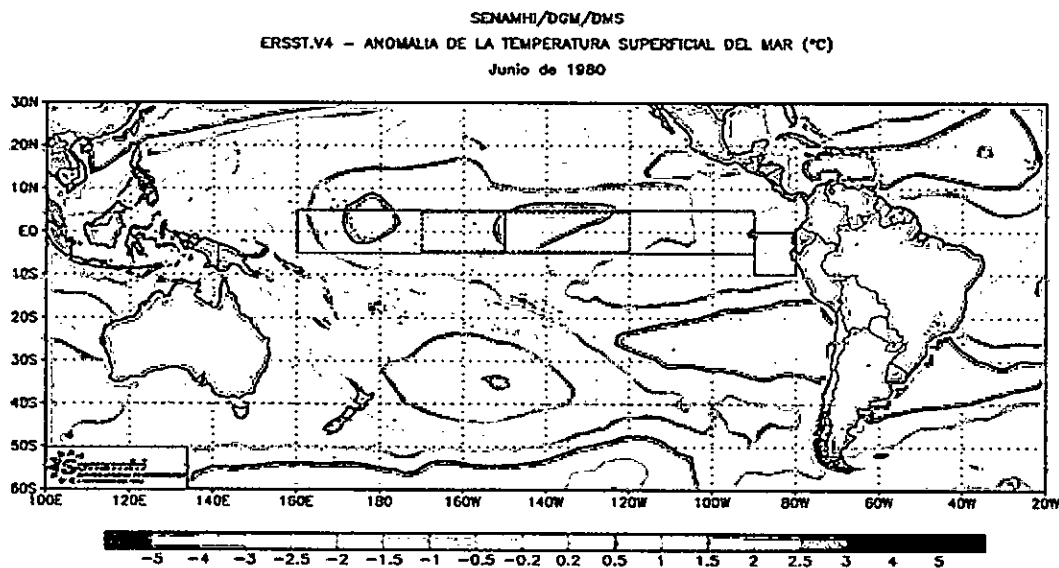 SENAMHI/DGM/DMS
ERSST.V4 - ANOMALIA DE LA TEMPERATURA SUPERFICIAL DEL MAR (°C)
Junio de 1980
30N
20N
10N
EQ
10S
20S
30S
40S
50S
60S
100E 120E 140E 160E 180 160W 140W 120W 100W 80W 60W 40W 20W
-5 -4 -3 -2.5 -2 -1.5 -1 -0.5 -0.2 0.2 0.5 1 1.5 2 2.5 3 4 5